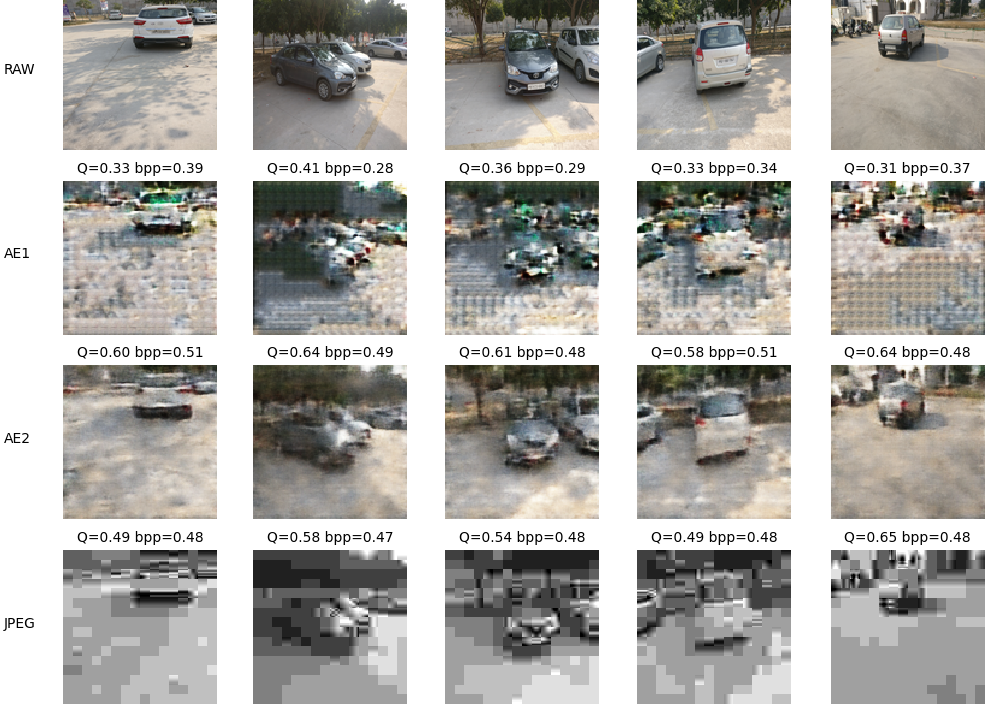 RAW
Q=0.33 bpp=0.39 Q=0.41 bpp=0.28 Q=0.36 bpp=0.29 Q=0.33 bpp=0.34 Q=0.31 bpp=0.37
AE1
Q=0.60 bpp=0.51 Q=0.64 bpp=0.49 Q=0.61 bpp=0.48 Q=0.58 bpp=0.51 Q=0.64 bpp=0.48
AE2
Q=0.49 bpp=0.48 Q=0.58 bpp=0.47 Q=0.54 bpp=0.48 Q=0.49 bpp=0.48 Q=0.65 bpp=0.48
JPEG